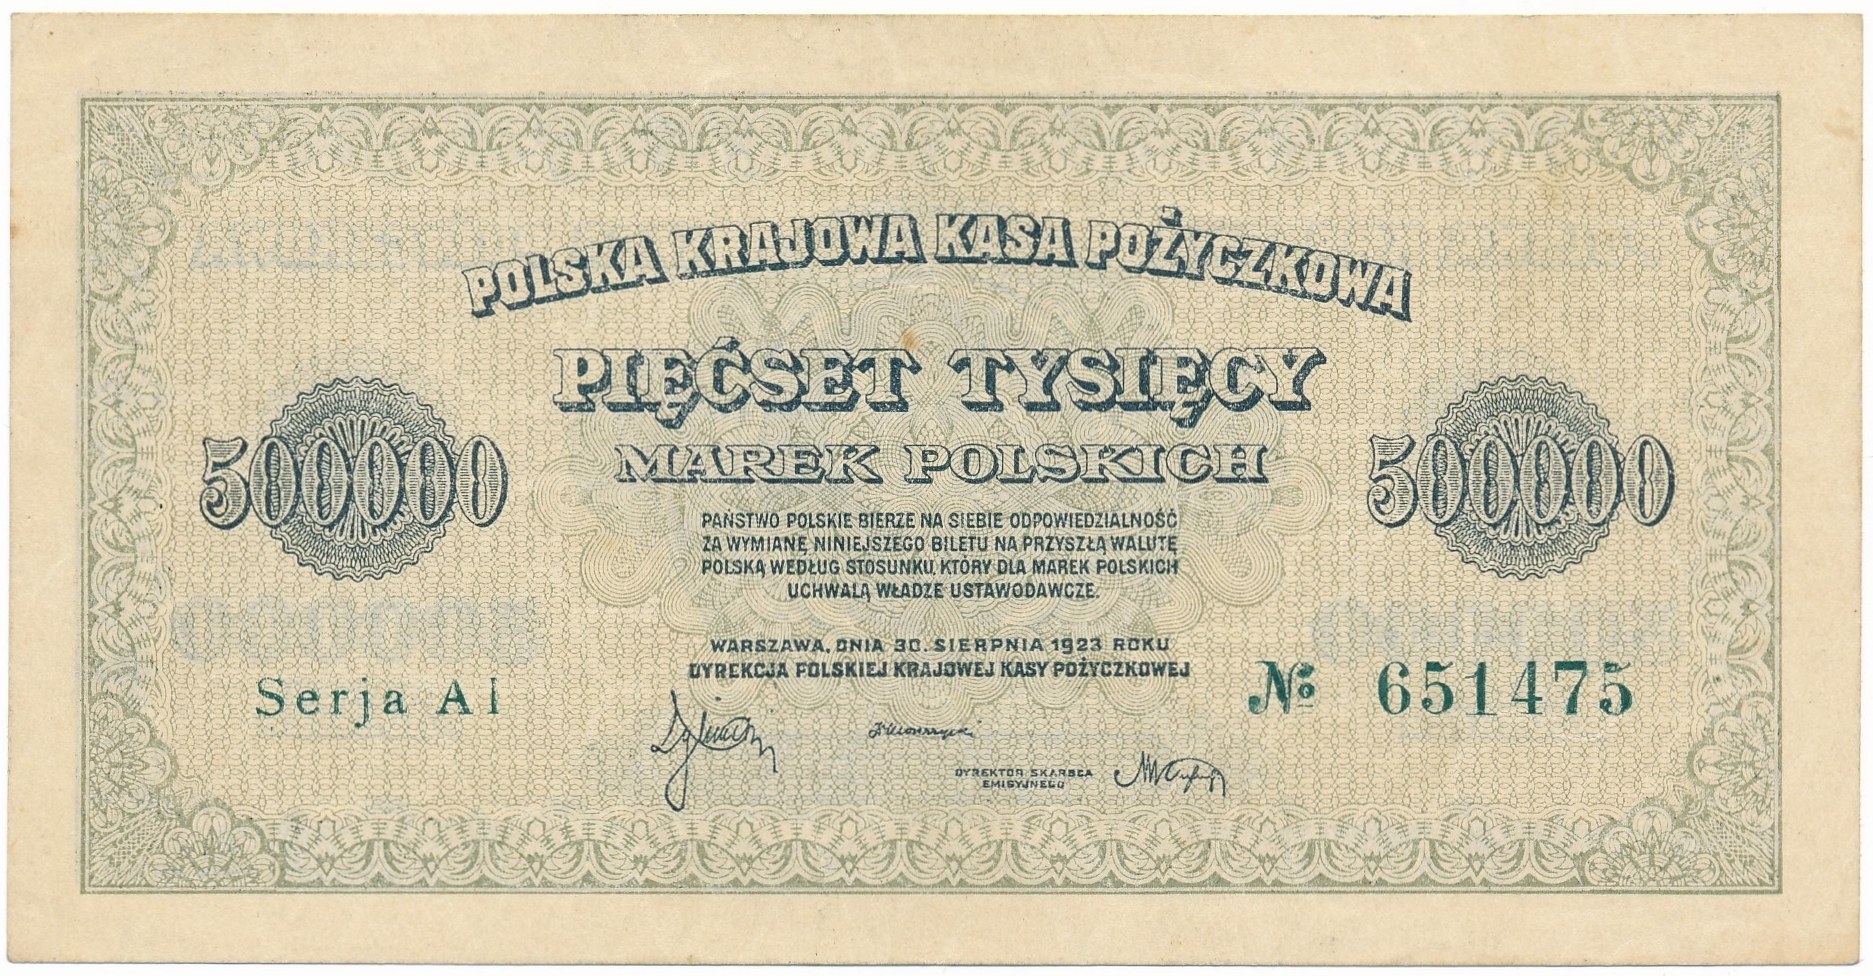 POLSKA KRAJOWA KASA POŻYCZKOWA
PIĘĆSET TYSIĘCY
MAREK POLSKICH
500000
500000
PAŃSTWO POLSKIE BIERZE NA SIEBIE ODPOWIEDZIALNOŚĆ
ZA WYMIANĘ NINIEJSZEGO BILETU NA PRZYSZŁĄ WALUTĘ
POLSKĄ WEDŁUG STOSUNKU, KTÓRY DLA MAREK POLSKICH
UCHWALĄ WŁADZE USTAWODAWCZE.
WARSZAWA, DNIA 30. SIERPNIA 1923 ROKU
DYREKCJA POLSKIEJ KRAJOWEJ KASY POŻYCZKOWEJ
Serja AI
№ 651475
DYREKTOR SKARBCA
EMISYJNEGO